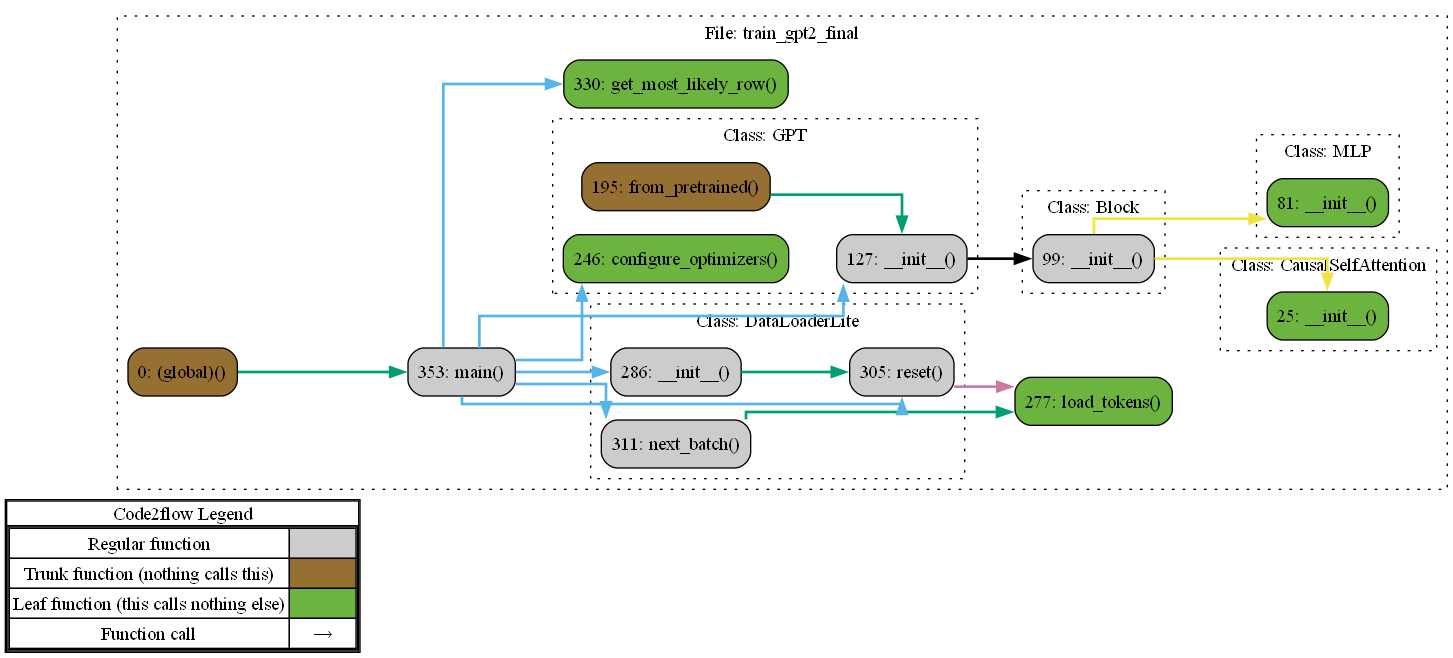 File: train_gpt2_final
330: get_most_likely_row()
Class: GPT
195: from_pretrained()
246: configure_optimizers()
127: __init__()
Class: Block
99: __init__()
Class: MLP
81: __init__()
Class: CausalSelfAttention
25: __init__()
Class: DataLoaderLite
0: (global)()
353: main()
286: __init__()
305: reset()
311: next_batch()
277: load_tokens()
Code2flow Legend
Regular function
Trunk function (nothing calls this)
Leaf function (this calls nothing else)
Function call →